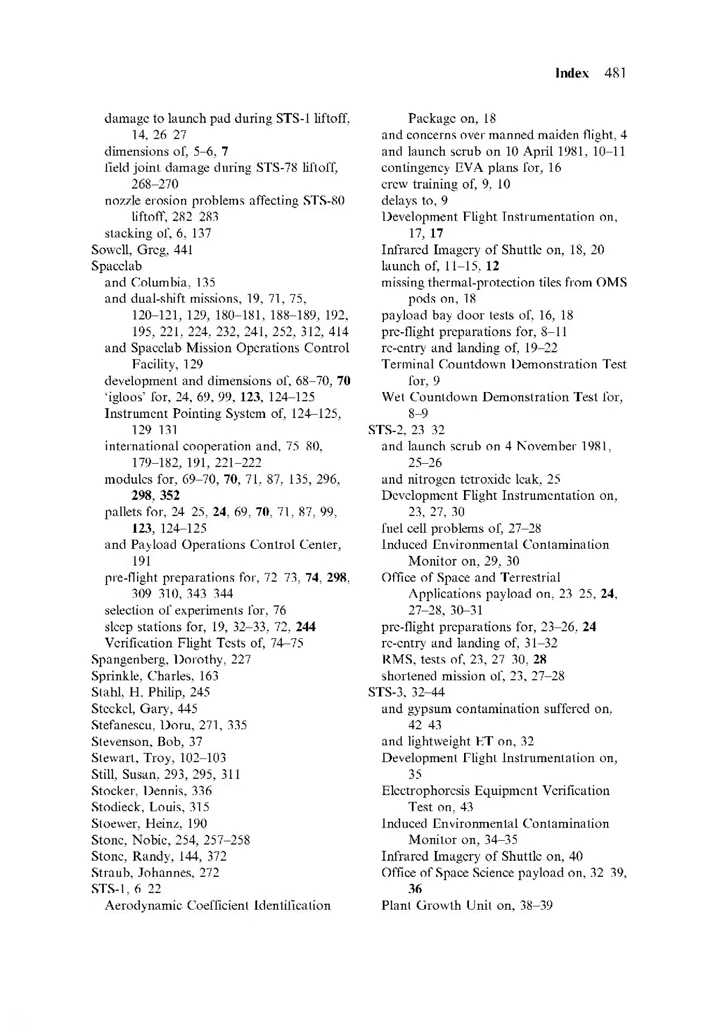 Index 481
damage to launch pad during STS-1 liftoff,
14, 26 27
dimensions of, 5–6, 7
field joint damage during STS-78 liftoff,
268–270
nozzle erosion problems affecting STS-80
liftoff, 282 283
stacking of, 6, 137
Sowell, Greg, 441
Spacelab
and Columbia, 135
and dual-shift missions, 19, 71, 75,
120–121, 129, 180–181, 188–189, 192,
195, 221, 224, 232, 241, 252, 312, 414
and Spacelab Mission Operations Control
Facility, 129
development and dimensions of, 68–70, 70
‘igloos’ for, 24, 69, 99, 123, 124–125
Instrument Pointing System of, 124–125,
129 131
international cooperation and, 75 80,
179–182, 191, 221–222
modules for, 69–70, 70, 71, 87, 135, 296,
298, 352
pallets for, 24 25, 24, 69, 70, 71, 87, 99,
123, 124–125
and Payload Operations Control Center,
191
pre-flight preparations for, 72 73, 74, 298,
309 310, 343 344
selection of experiments for, 76
sleep stations for, 19, 32–33, 72, 244
Verification Flight Tests of, 74–75
Spangenberg, Dorothy, 227
Sprinkle, Charles, 163
Stahl, H. Philip, 245
Steckel, Gary, 445
Stefanescu, Doru, 271, 335
Stevenson, Bob, 37
Stewart, Troy, 102–103
Still, Susan, 293, 295, 311
Stocker, Dennis, 336
Stodieck, Louis, 315
Stoewer, Heinz, 190
Stone, Nobie, 254, 257–258
Stone, Randy, 144, 372
Straub, Johannes, 272
STS-1, 6 22
Aerodynamic Coefficient Identification
Package on, 18
and concerns over manned maiden flight, 4
and launch scrub on 10 April 1981, 10–11
contingency EVA plans for, 16
crew training of, 9, 10
delays to, 9
Development Flight Instrumentation on,
17, 17
Infrared Imagery of Shuttle on, 18, 20
launch of, 11–15, 12
missing thermal-protection tiles from OMS
pods on, 18
payload bay door tests of, 16, 18
pre-flight preparations for, 8–11
re-entry and landing of, 19–22
Terminal Countdown Demonstration Test
for, 9
Wet Countdown Demonstration Test for,
8–9
STS-2, 23 32
and launch scrub on 4 November 1981,
25–26
and nitrogen tetroxide leak, 25
Development Flight Instrumentation on,
23, 27, 30
fuel cell problems of, 27–28
Induced Environmental Contamination
Monitor on, 29, 30
Office of Space and Terrestrial
Applications payload on, 23 25, 24,
27–28, 30–31
pre-flight preparations for, 23–26, 24
re-entry and landing of, 31–32
RMS, tests of, 23, 27 30, 28
shortened mission of, 23, 27–28
STS-3, 32–44
and gypsum contamination suffered on,
42 43
and lightweight ET on, 32
Development Flight Instrumentation on,
35
Electrophoresis Equipment Verification
Test on, 43
Induced Environmental Contamination
Monitor on, 34–35
Infrared Imagery of Shuttle on, 40
Office of Space Science payload on, 32 39,
36
Plant Growth Unit on, 38–39